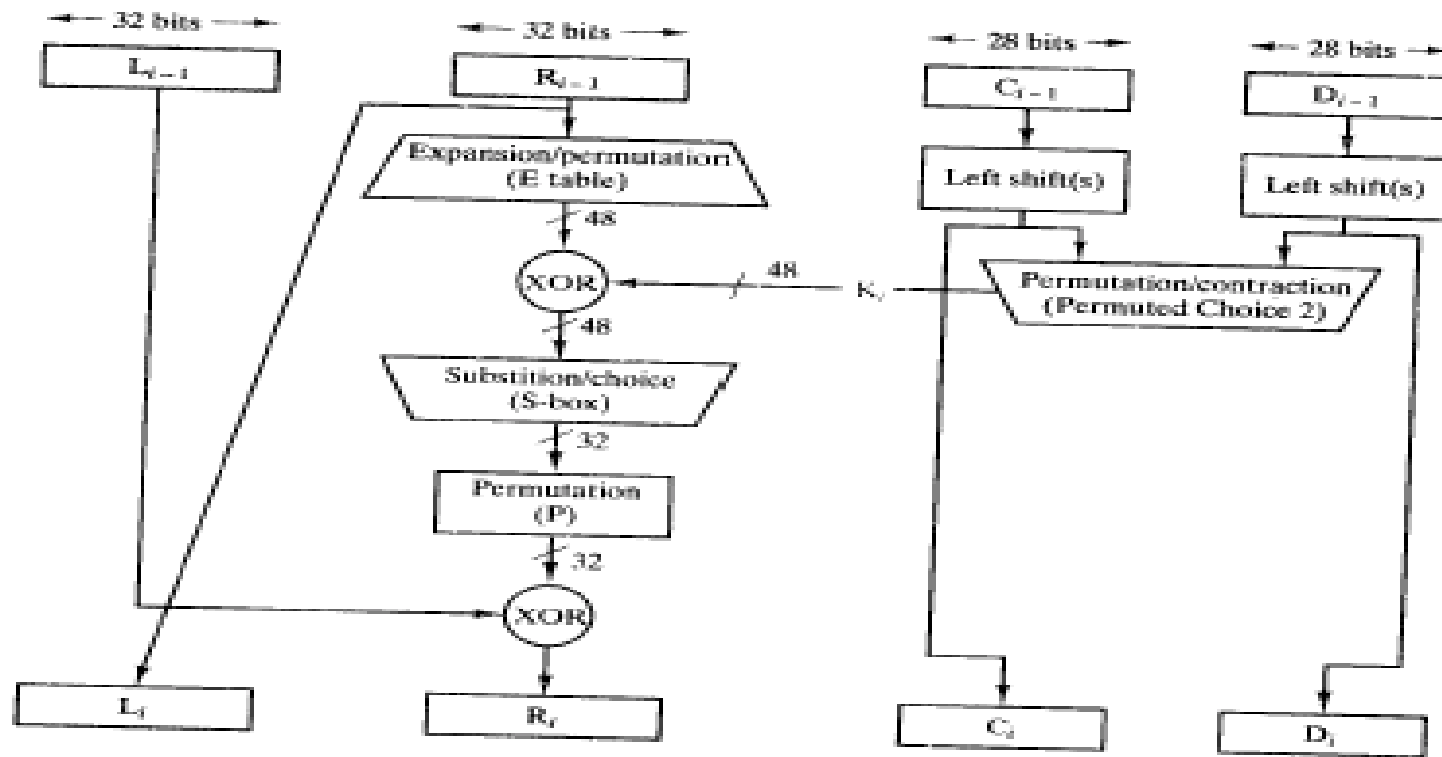 32 bits
32 bits
28 bits
28 bits
L i – 1
R i – 1
C i – 1
D i – 1
Expansion/permutation
(E table)
Left shift(s)
Left shift(s)
48
XOR
48
K i
Permutation/contraction
(Permuted Choice 2)
48
Substition/choice
(S-box)
32
Permutation
(P)
32
XOR
L i
R i
C i
D i